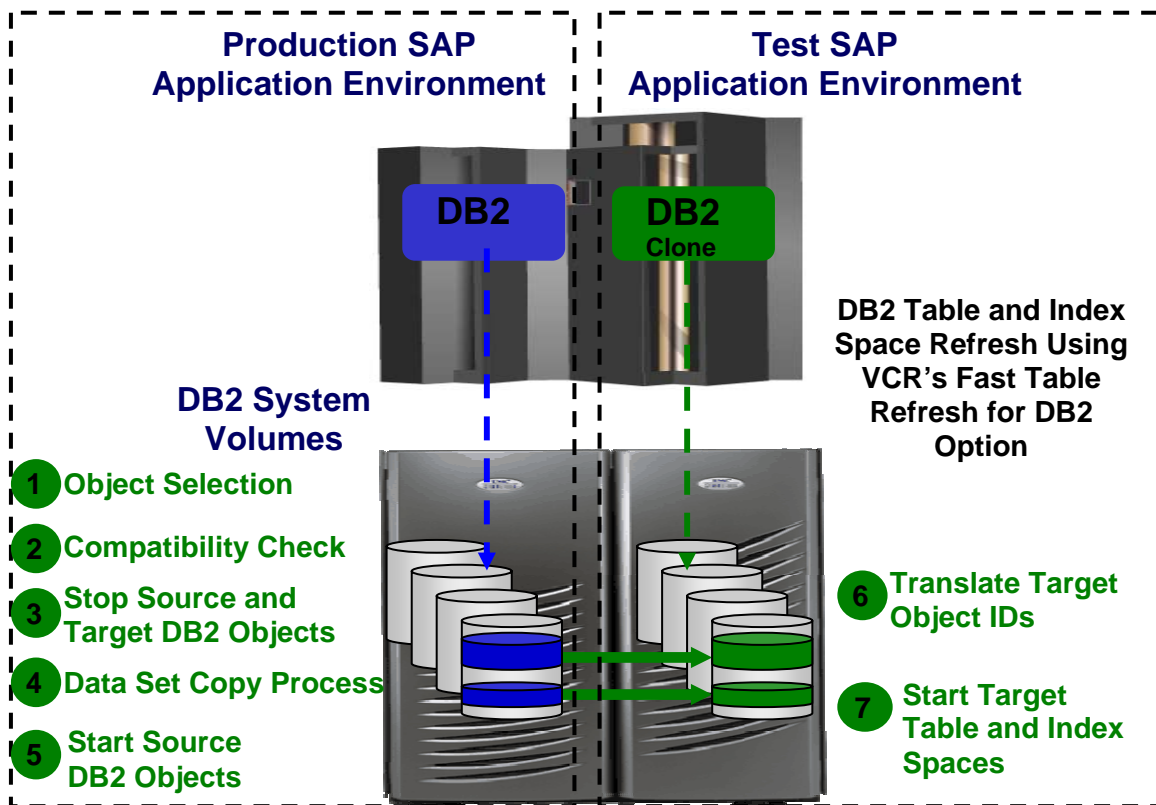 Production SAP
Application Environment
Test SAP
Application Environment
DB2
DB2
Clone
DB2 Table and Index
Space Refresh Using
VCR's Fast Table
Refresh for DB2
Option
DB2 System
Volumes
1 Object Selection
2 Compatibility Check
3 Stop Source and
Target DB2 Objects
4 Data Set Copy Process
5 Start Source
DB2 Objects
6 Translate Target
Object IDs
7 Start Target
Table and Index
Spaces